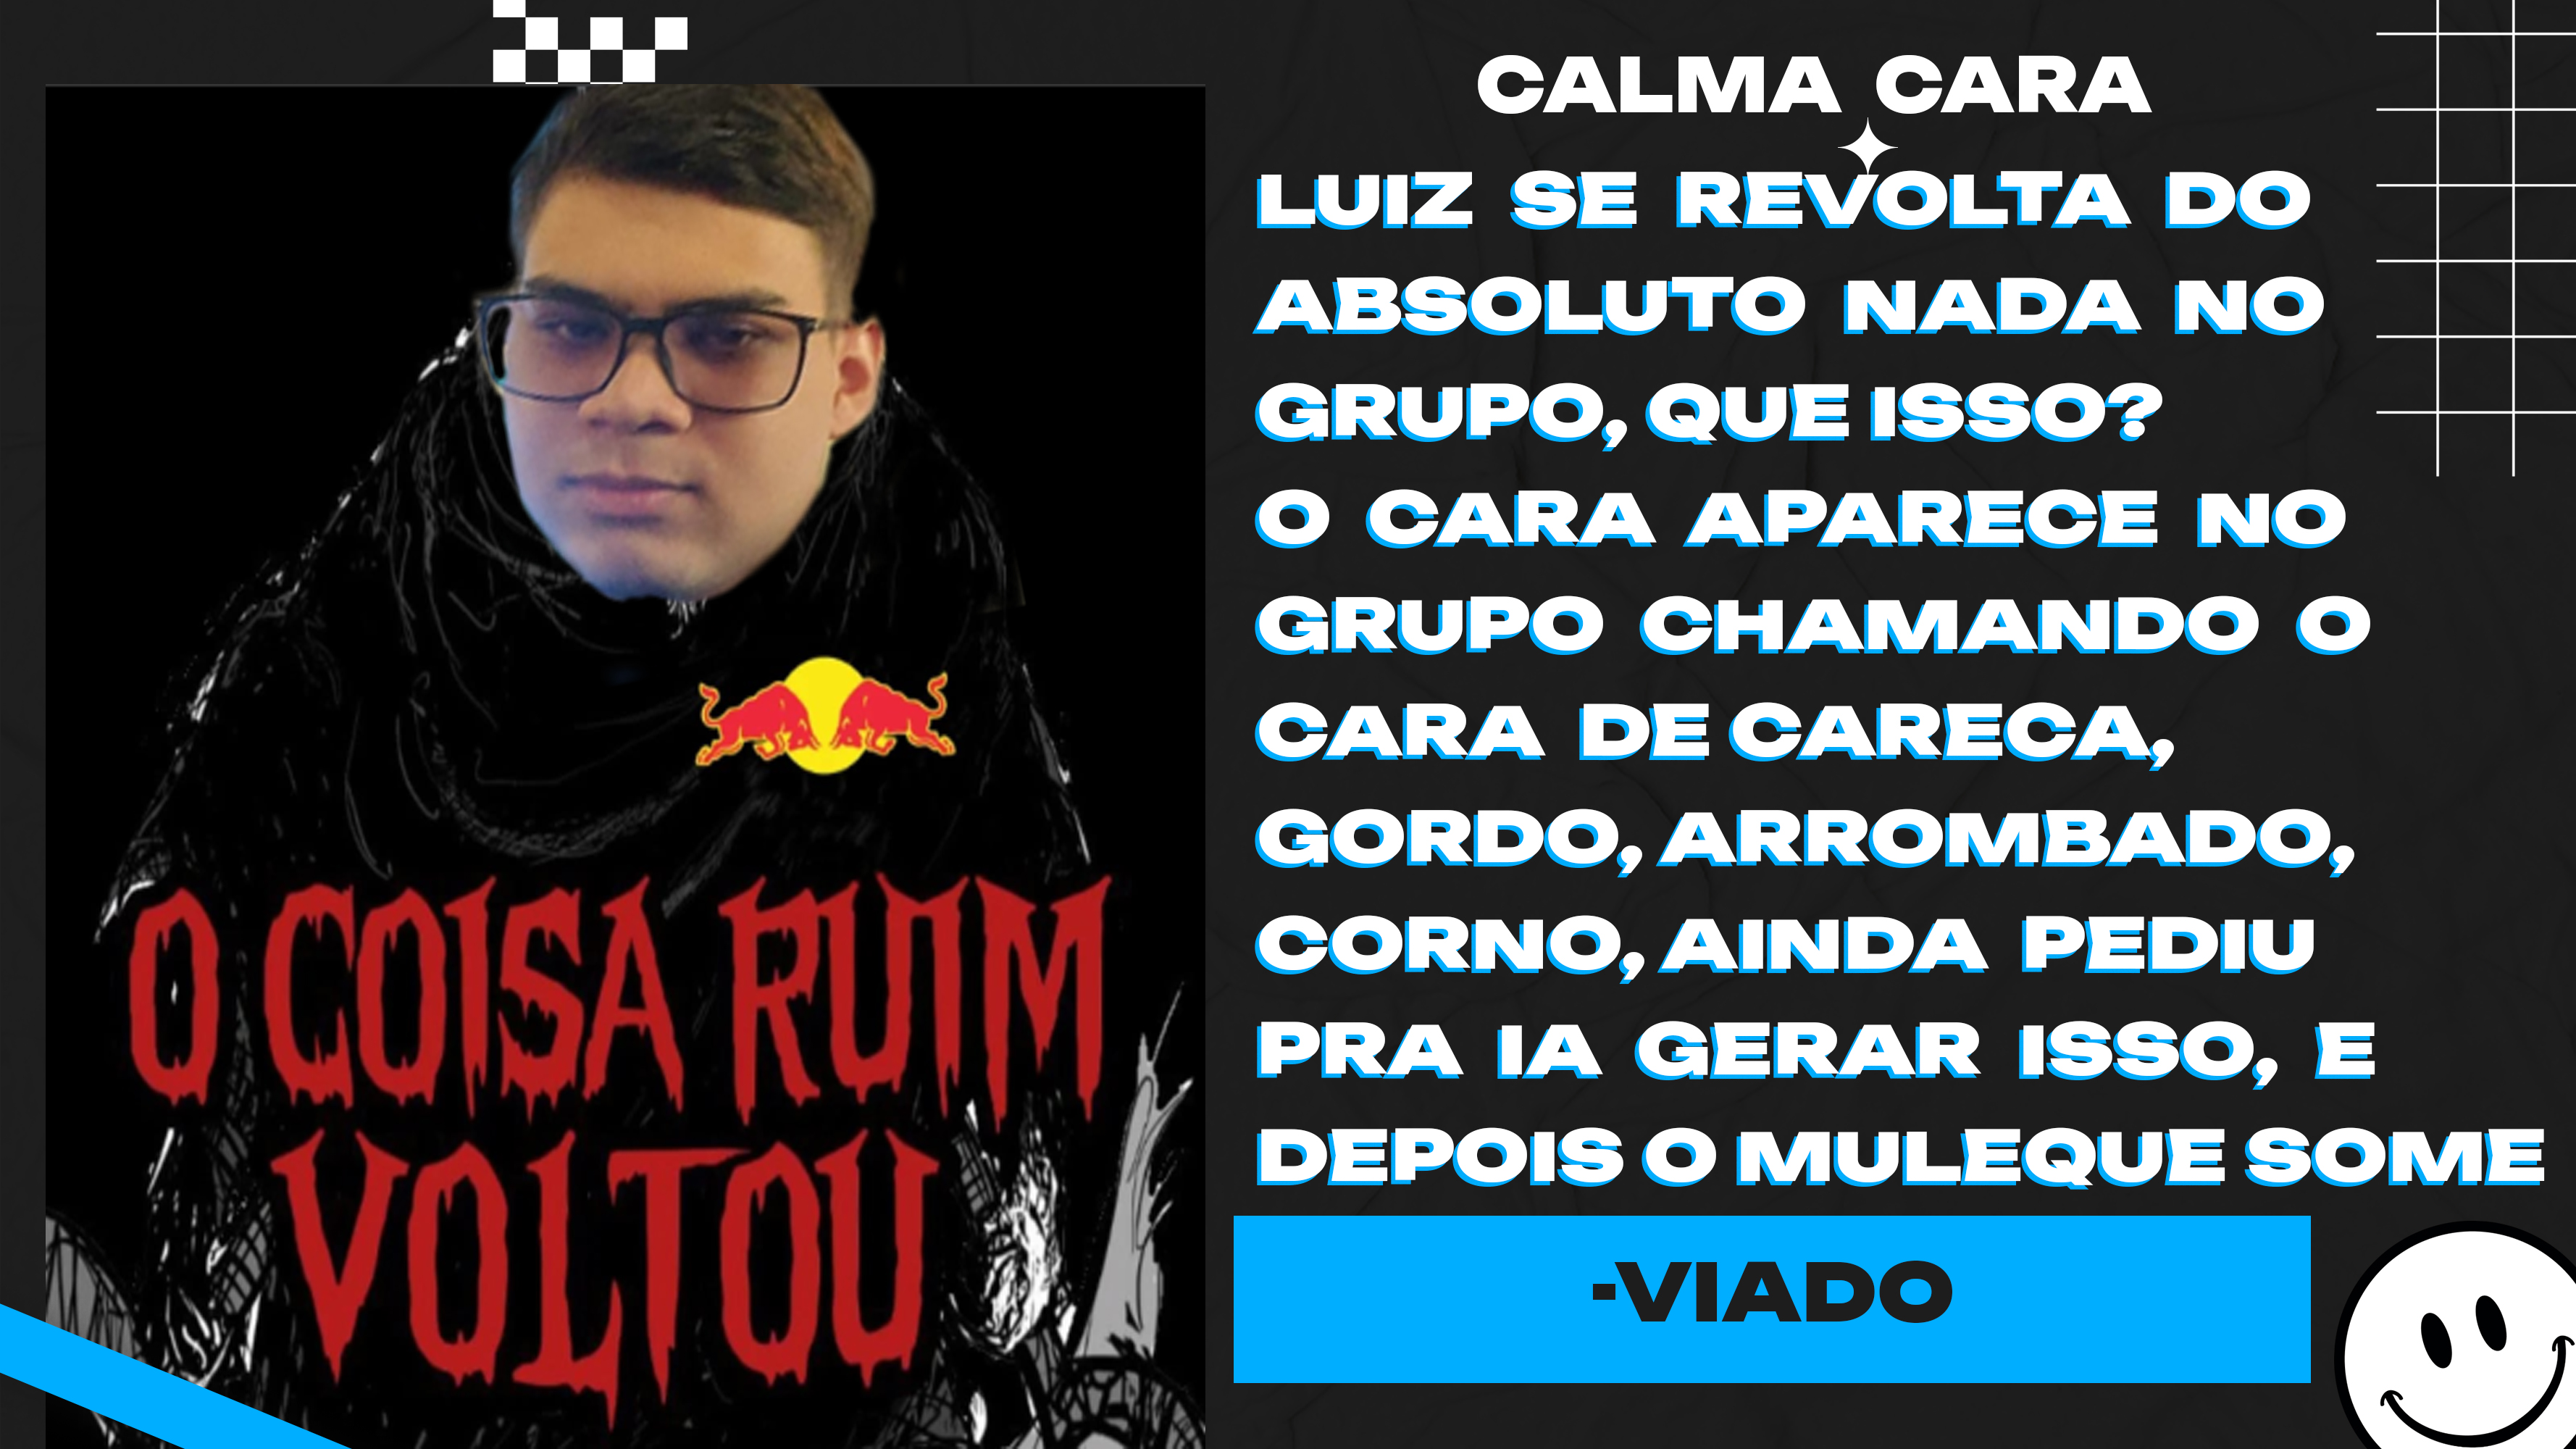 CALMA CARA
LUIZ SE REVOLTA DO
ABSOLUTO NADA NO
GRUPO, QUE ISSO?
O CARA APARECE NO
GRUPO CHAMANDO O
CARA DE CARECA,
GORDO, ARROMBADO,
CORNO, AINDA PEDIU
PRA IA GERAR ISSO, E
DEPOIS O MULEQUE SOME
-VIADO
O COISA RUIM
VOLTOU